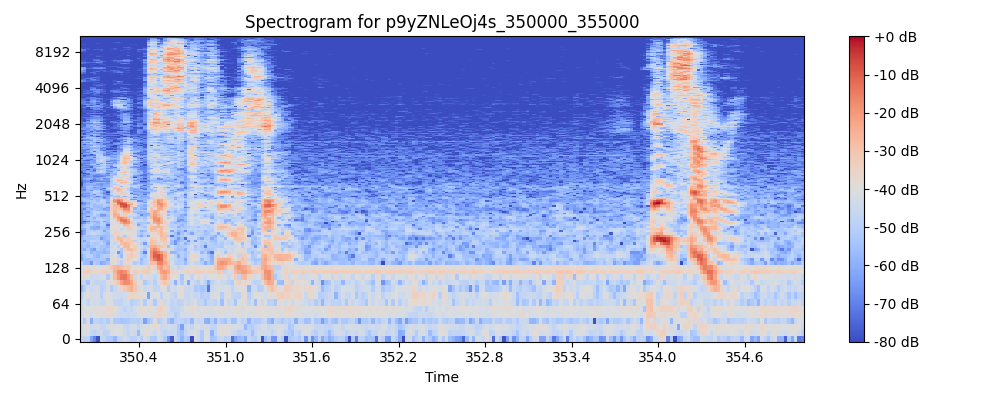 Spectrogram for p9yZNLeOj4s_350000_355000
8192
4096
2048
1024
512
256
128
64
0
Hz
350.4 351.0 351.6 352.2 352.8 353.4 354.0 354.6
Time
+0 dB
-10 dB
-20 dB
-30 dB
-40 dB
-50 dB
-60 dB
-70 dB
-80 dB